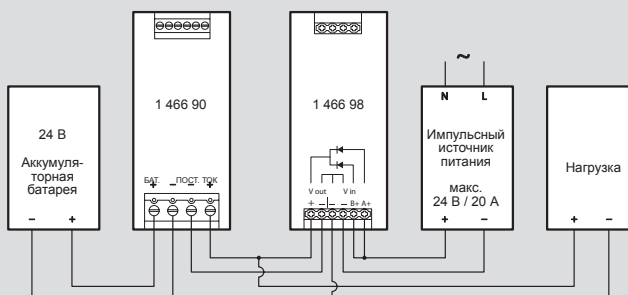 ~
N L
1 466 90
1 466 98
24 В
Аккумуля-
торная
батарея
Импульсный
источник
питания
макс.
24 В / 20 А
Нагрузка
БАТ. ПОСТ. ТОК
+ − − +
V out V in
+ − − − B+ A+
− +
+ −
+ −